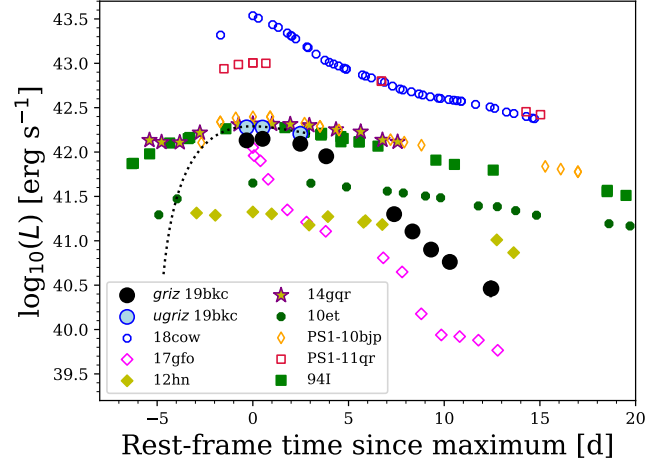 43.5
43.0
42.5
42.0
41.5
41.0
40.5
40.0
39.5
log₁₀(L) [erg s⁻¹]
griz 19bkc
ugriz 19bkc
18cow
17gfo
12hn
14gqr
10et
PS1-10bjp
PS1-11qr
94I
−5 0 5 10 15 20
Rest-frame time since maximum [d]